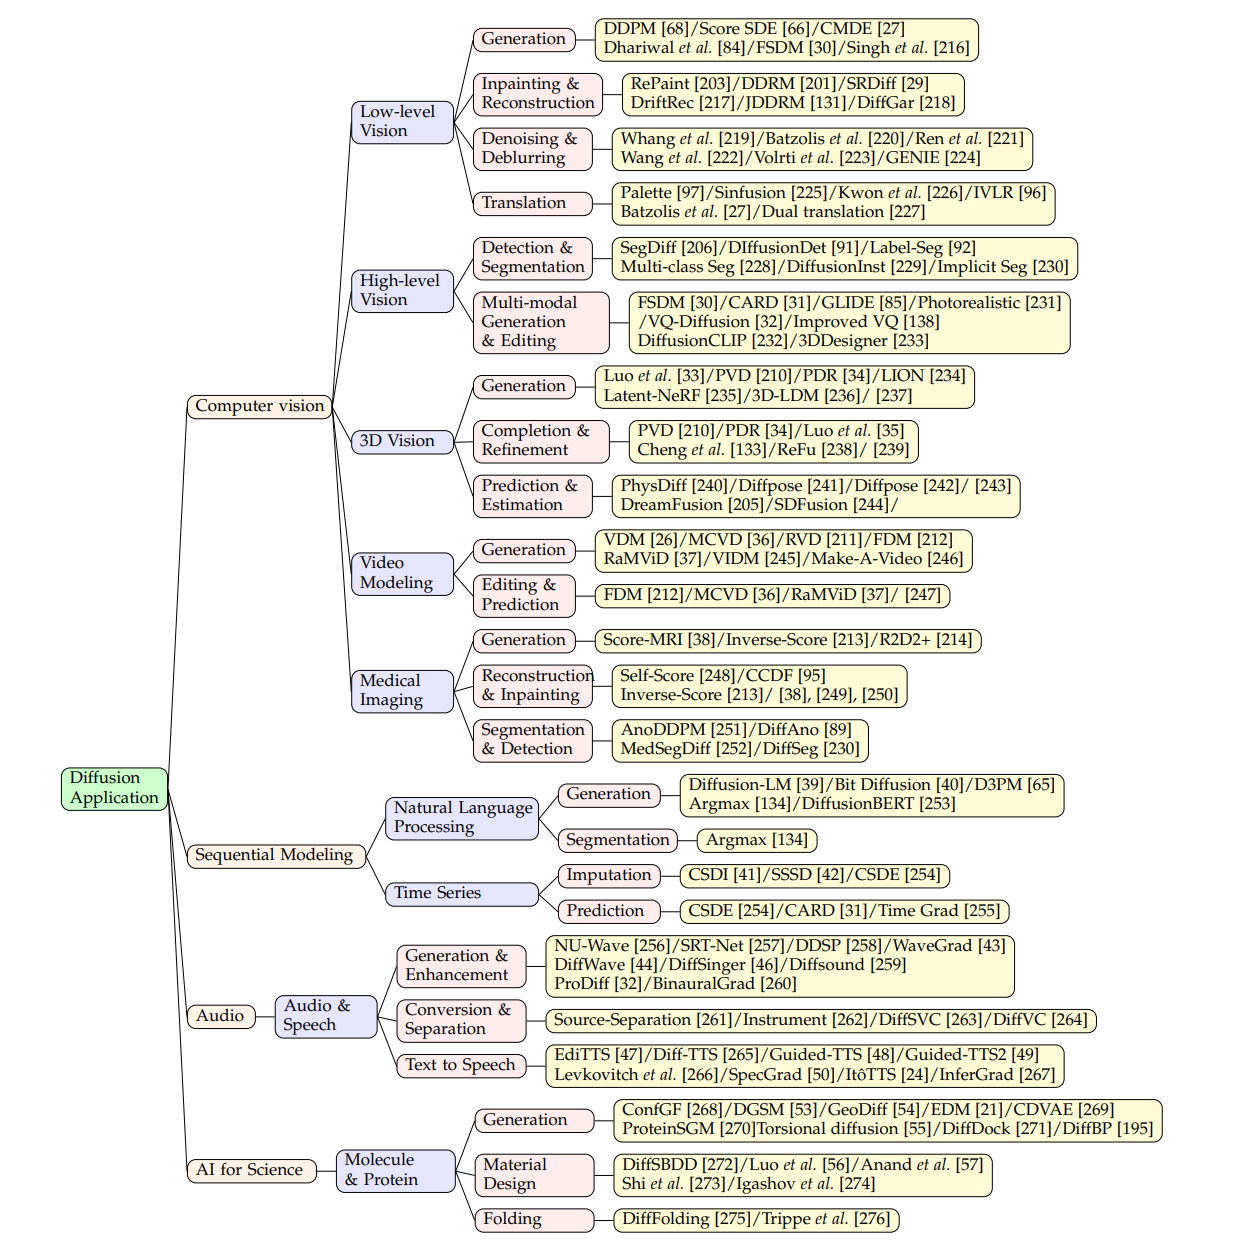 Generation
DDPM [68]/Score SDE [66]/CMDE [27]
Dhariwal et al. [84]/FSDM [30]/Singh et al. [216]
Inpainting &
Reconstruction
RePaint [203]/DDRM [201]/SRDiff [29]
DriftRec [217]/JDDRM [131]/DiffGar [218]
Low-level
Vision
Denoising &
Deblurring
Whang et al. [219]/Batzolis et al. [220]/Ren et al. [221]
Wang et al. [222]/Volrti et al. [223]/GENIE [224]
Translation
Palette [97]/Sinfusion [225]/Kwon et al. [226]/IVLR [96]
Batzolis et al. [27]/Dual translation [227]
High-level
Vision
Detection &
Segmentation
SegDiff [206]/DIffusionDet [91]/Label-Seg [92]
Multi-class Seg [228]/DiffusionInst [229]/Implicit Seg [230]
Multi-modal
Generation
& Editing
FSDM [30]/CARD [31]/GLIDE [85]/Photorealistic [231]
/VQ-Diffusion [32]/Improved VQ [138]
DiffusionCLIP [232]/3DDesigner [233]
Computer vision
3D Vision
Generation
Luo et al. [33]/PVD [210]/PDR [34]/LION [234]
Latent-NeRF [235]/3D-LDM [236]/ [237]
Completion &
Refinement
PVD [210]/PDR [34]/Luo et al. [35]
Cheng et al. [133]/ReFu [238]/ [239]
Prediction &
Estimation
PhysDiff [240]/Diffpose [241]/Diffpose [242]/ [243]
DreamFusion [205]/SDFusion [244]/
Video
Modeling
Generation
VDM [26]/MCVD [36]/RVD [211]/FDM [212]
RaMViD [37]/VIDM [245]/Make-A-Video [246]
Editing &
Prediction
FDM [212]/MCVD [36]/RaMViD [37]/ [247]
Medical
Imaging
Generation
Score-MRI [38]/Inverse-Score [213]/R2D2+ [214]
Reconstruction
& Inpainting
Self-Score [248]/CCDF [95]
Inverse-Score [213]/ [38], [249], [250]
Segmentation
& Detection
AnoDDPM [251]/DiffAno [89]
MedSegDiff [252]/DiffSeg [230]
Diffusion
Application
Sequential Modeling
Natural Language
Processing
Generation
Diffusion-LM [39]/Bit Diffusion [40]/D3PM [65]
Argmax [134]/DiffusionBERT [253]
Segmentation
Argmax [134]
Time Series
Imputation
CSDI [41]/SSSD [42]/CSDE [254]
Prediction
CSDE [254]/CARD [31]/Time Grad [255]
Audio
Audio &
Speech
Generation &
Enhancement
NU-Wave [256]/SRT-Net [257]/DDSP [258]/WaveGrad [43]
DiffWave [44]/DiffSinger [46]/Diffsound [259]
ProDiff [32]/BinauralGrad [260]
Conversion &
Separation
Source-Separation [261]/Instrument [262]/DiffSVC [263]/DiffVC [264]
Text to Speech
EdiTTS [47]/Diff-TTS [265]/Guided-TTS [48]/Guided-TTS2 [49]
Levkovitch et al. [266]/SpecGrad [50]/ItôTTS [24]/InferGrad [267]
AI for Science
Molecule
& Protein
Generation
ConfGF [268]/DGSM [53]/GeoDiff [54]/EDM [21]/CDVAE [269]
ProteinSGM [270]Torsional diffusion [55]/DiffDock [271]/DiffBP [195]
Material
Design
DiffSBDD [272]/Luo et al. [56]/Anand et al. [57]
Shi et al. [273]/Igashov et al. [274]
Folding
DiffFolding [275]/Trippe et al. [276]